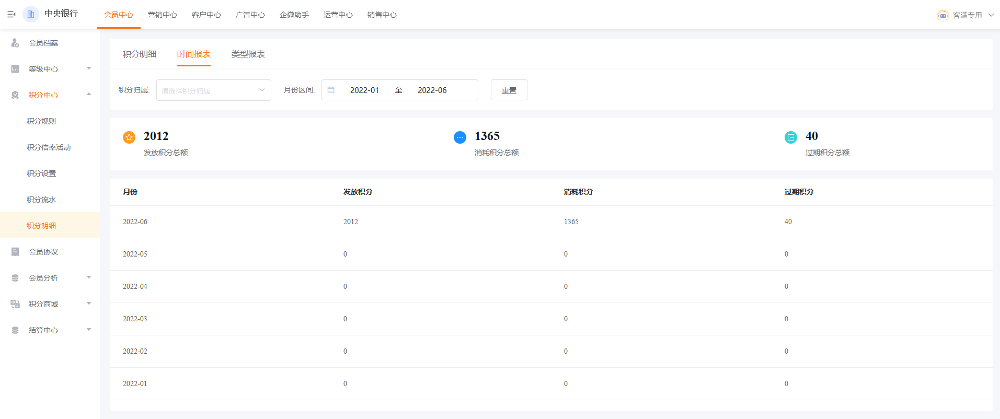 中央银行
会员中心 营销中心 客户中心 广告中心 企微助手 运营中心 销售中心
客满专用
会员档案
Lv. 等级中心
积分中心
积分规则
积分倍率活动
积分设置
积分流水
积分明细
会员协议
会员分析
积分商城
结算中心
积分明细 时间报表 类型报表
积分归属: 请选择积分归属 月份区间: 2022-01 至 2022-06 重置
2012 1365 40
发放积分总额 消耗积分总额 过期积分总额
月份 发放积分 消耗积分 过期积分
2022-06 2012 1365 40
2022-05 0 0 0
2022-04 0 0 0
2022-03 0 0 0
2022-02 0 0 0
2022-01 0 0 0